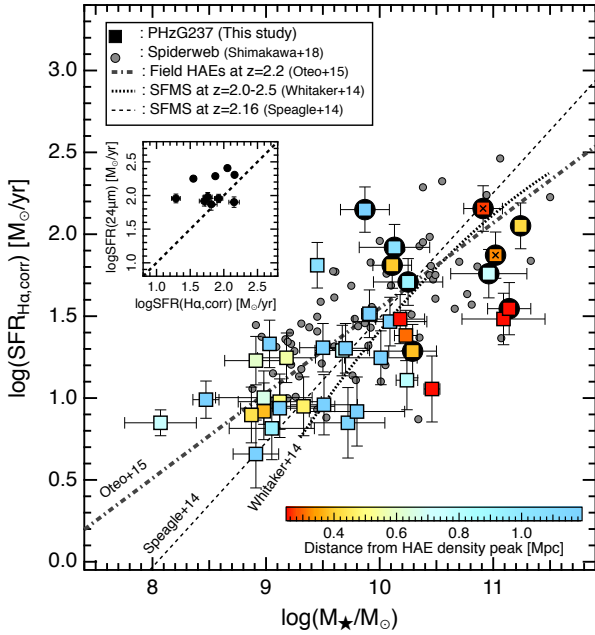 : PHzG237 (This study)
: Spiderweb (Shimakawa+18)
: Field HAEs at z=2.2 (Oteo+15)
: SFMS at z=2.0-2.5 (Whitaker+14)
: SFMS at z=2.16 (Speagle+14)
3.0
2.5
2.0
1.5
1.0
0.5
0.0
log(SFR_Hα,corr) [M⊙/yr]
3.0
2.5
2.0
1.5
1.0
logSFR(24μm) [M⊙/yr]
1.0 1.5 2.0 2.5
logSFR(Hα,corr) [M⊙/yr]
Oteo+15
Speagle+14
Whitaker+14
0.4 0.6 0.8 1.0
Distance from HAE density peak [Mpc]
8 9 10 11
log(M★/M⊙)